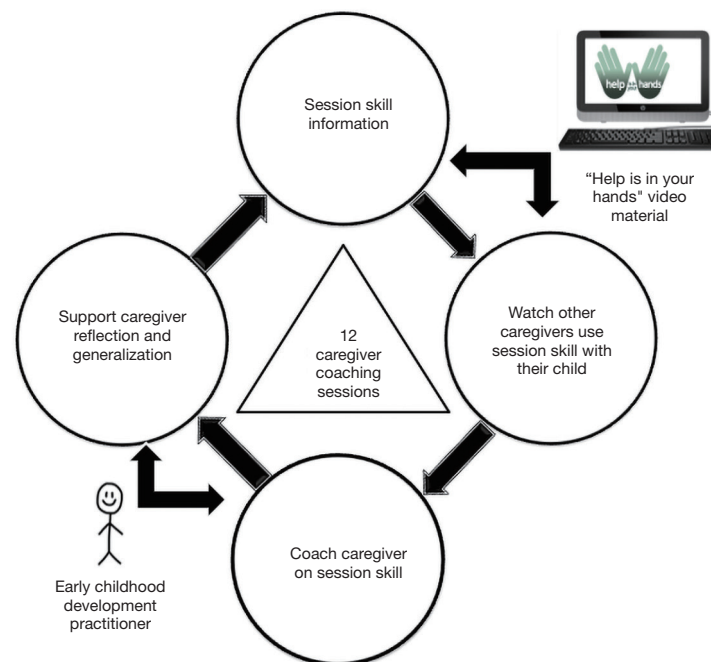 Session skill
information
help is in your hands
“Help is in your
hands" video
material
Support caregiver
reflection and
generalization
12
caregiver
coaching
sessions
Watch other
caregivers use
session skill with
their child
Coach caregiver
on session skill
Early childhood
development
practitioner